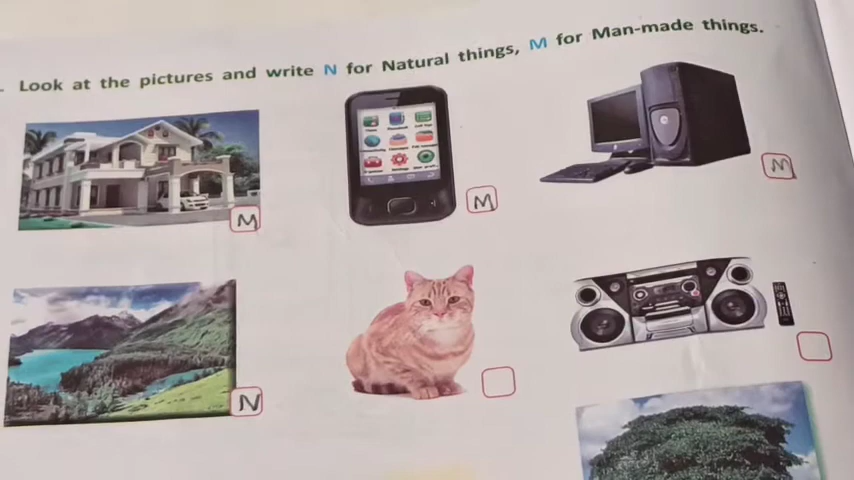 Look at the pictures and write N for Natural things, M for Man-made things.
M
M
M
N